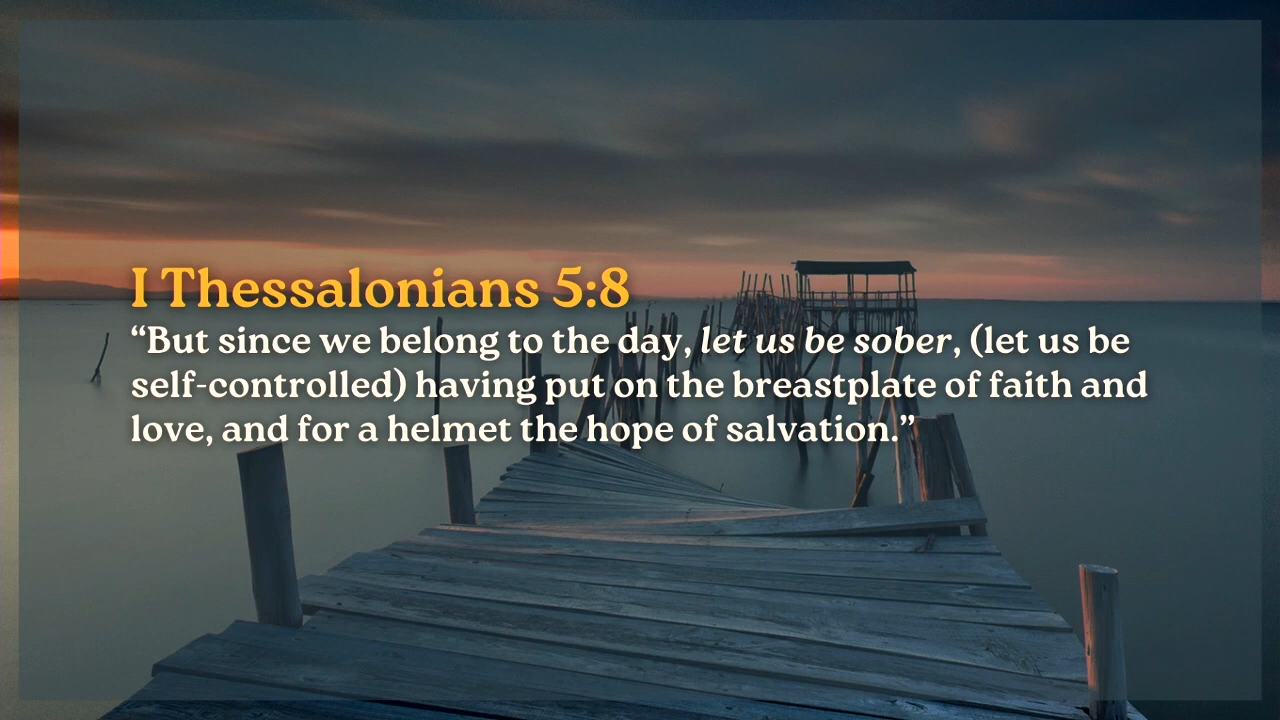 I Thessalonians 5:8
“But since we belong to the day, let us be sober, (let us be
self-controlled) having put on the breastplate of faith and
love, and for a helmet the hope of salvation.”